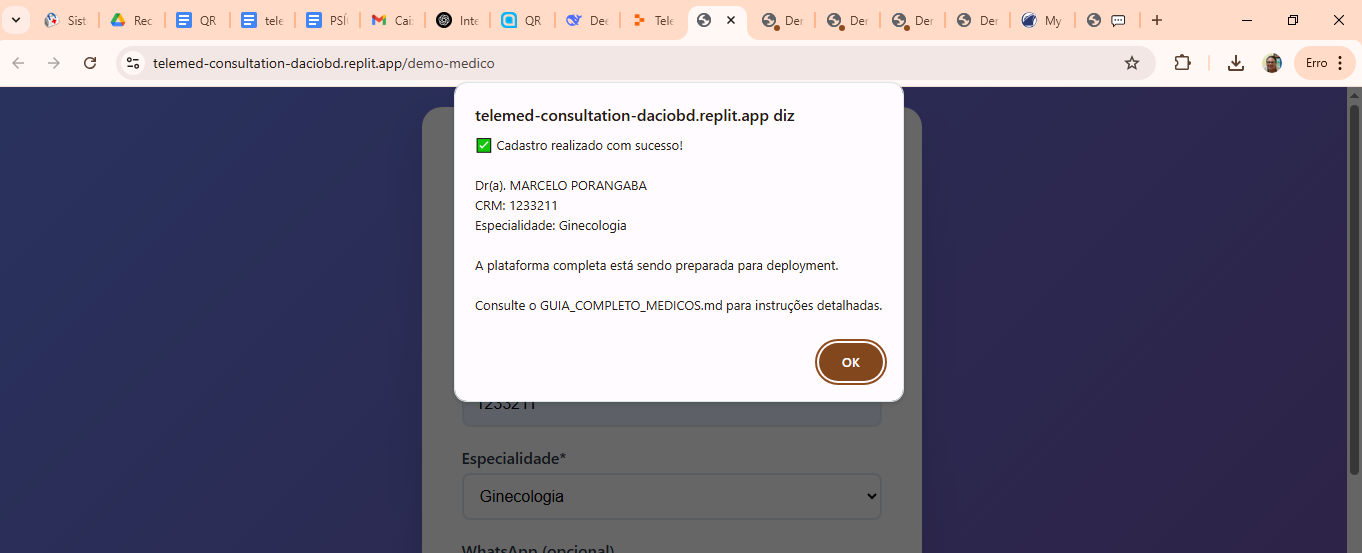 Sist
Rec
QR
tele
PSÍ
Cai
Inte
QR
Dee
Tele
Der
Der
Der
Der
My
telemed-consultation-daciobd.replit.app/demo-medico
Erro
telemed-consultation-daciobd.replit.app diz
✅ Cadastro realizado com sucesso!
Dr(a). MARCELO PORANGABA
CRM: 1233211
Especialidade: Ginecologia
A plataforma completa está sendo preparada para deployment.
Consulte o GUIA_COMPLETO_MEDICOS.md para instruções detalhadas.
OK
1233211
Especialidade*
Ginecologia
WhatsApp (opcional)